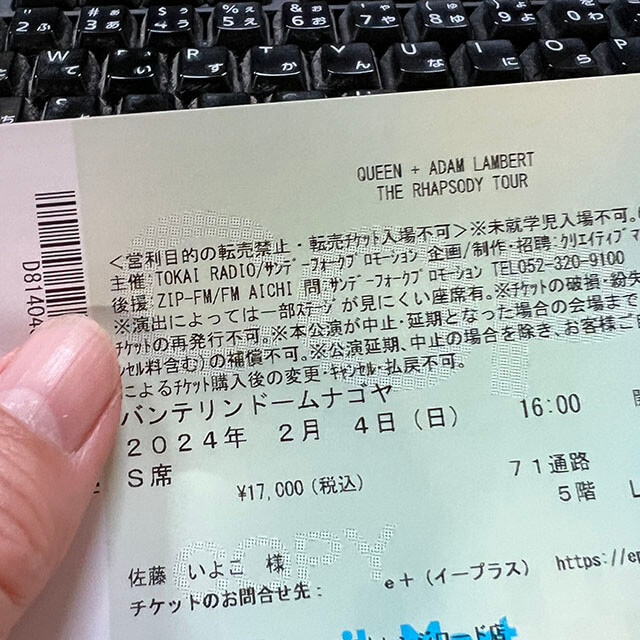 QUEEN + ADAM LAMBERT
THE RHAPSODY TOUR
<営利目的の転売禁止・転売ﾁｹｯﾄ入場不可>※未就学児入場不可。
主催:TOKAI RADIO/ｻﾝﾃﾞｰﾌｫｰｸﾌﾟﾛﾓｰｼｮﾝ 企画/制作・招聘:ｸﾘｴｲﾃｨﾌﾞﾏ
後援:ZIP-FM/FM AICHI 問:ｻﾝﾃﾞｰﾌｫｰｸﾌﾟﾛﾓｰｼｮﾝ TEL052-320-9100
※演出によっては一部ｽﾃｰｼﾞが見にくい座席有。※ﾁｹｯﾄの破損・紛失
ﾁｹｯﾄの再発行不可。※本公演が中止・延期となった場合の会場まで
ﾝｾﾙ料含む)の補償不可。※公演延期、中止の場合を除き、お客様ご
によるﾁｹｯﾄ購入後の変更・ｷｬﾝｾﾙ・払戻不可。
バンテリンドームナゴヤ
2024年 2月 4日(日) 16:00 開
S席 71通路
¥17,000(税込) 5階 L
COPY
佐藤 いよこ 様 e+(イープラス) https://ep
チケットのお問合せ先:
D81404